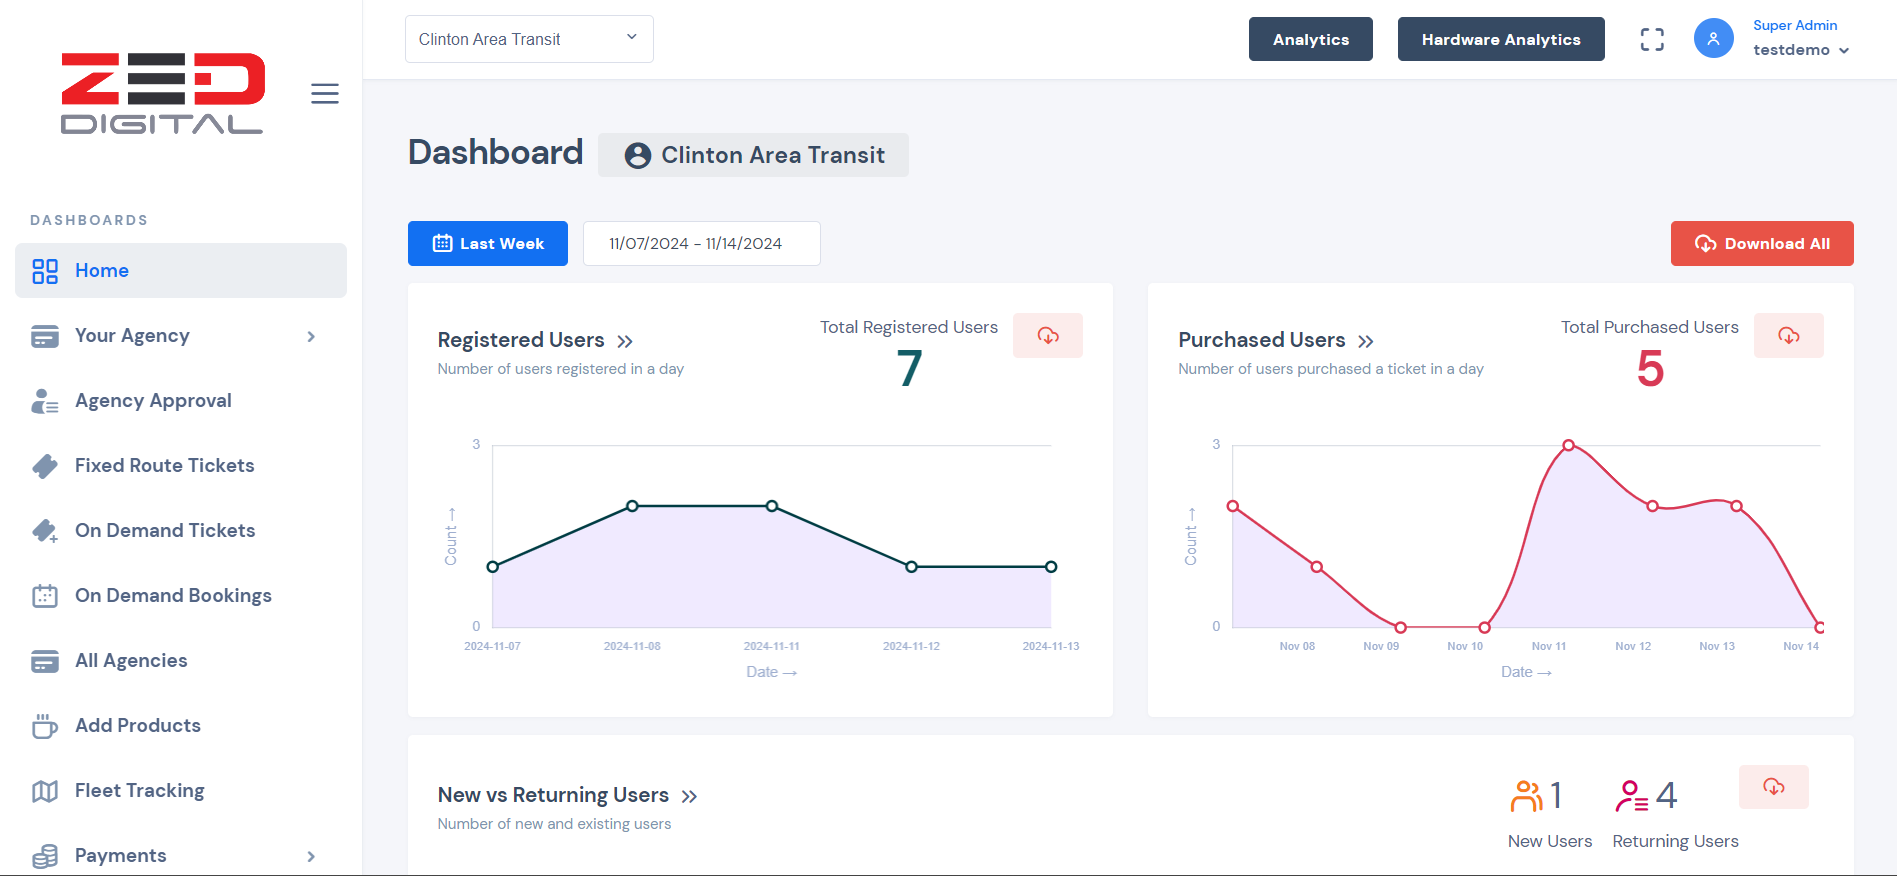 ZED
DIGITAL
DASHBOARDS
Home
Your Agency
Agency Approval
Fixed Route Tickets
On Demand Tickets
On Demand Bookings
All Agencies
Add Products
Fleet Tracking
Payments
Clinton Area Transit
Analytics
Hardware Analytics
Super Admin
testdemo
Dashboard
Clinton Area Transit
Last Week
11/07/2024 - 11/14/2024
Download All
Registered Users
Number of users registered in a day
Total Registered Users
7
3
Count →
0
2024-11-07 2024-11-08 2024-11-11 2024-11-12 2024-11-13
Date →
Purchased Users
Number of users purchased a ticket in a day
Total Purchased Users
5
3
Count →
0
Nov 08 Nov 09 Nov 10 Nov 11 Nov 12 Nov 13 Nov 14
Date →
New vs Returning Users
Number of new and existing users
1
New Users
4
Returning Users